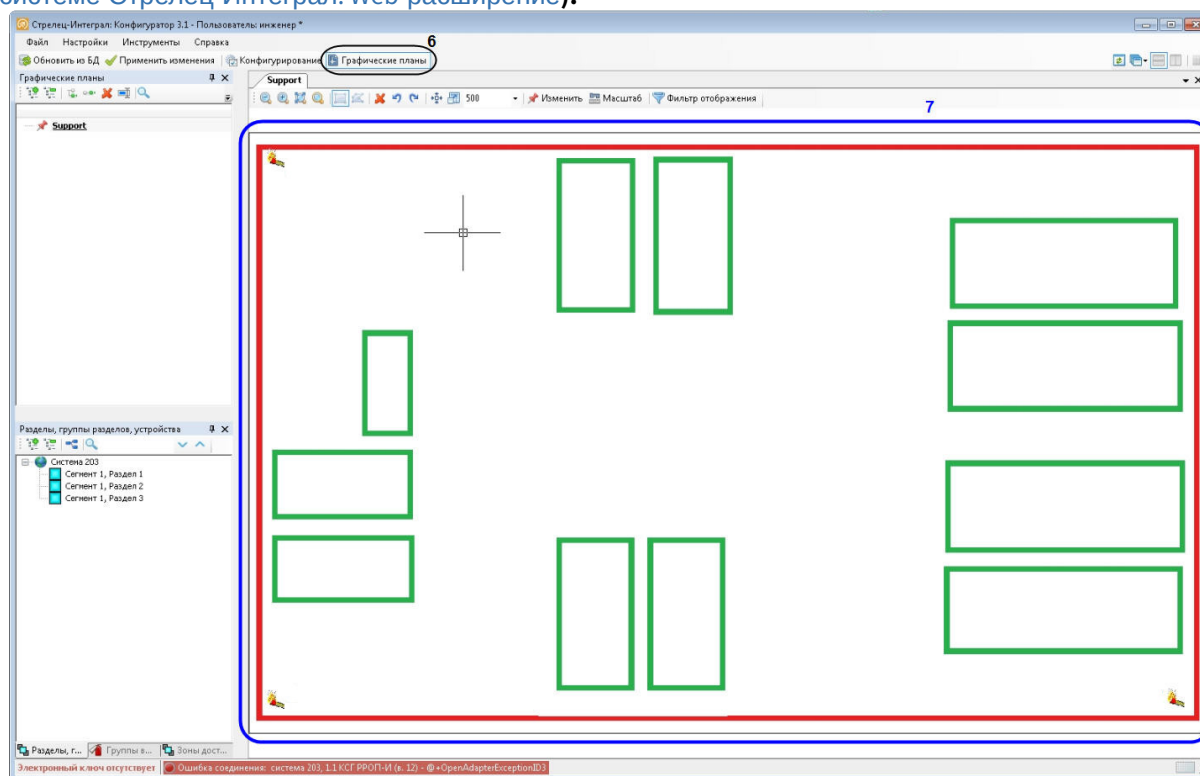 системе Стрелец-Интеграл. Web-расширение).
Стрелец-Интеграл: Конфигуратор 3.1 - Пользователь: инженер *
6
Файл Настройки Инструменты Справка
Обновить из БД Применить изменения Конфигурирование Графические планы
Графические планы
Support
500 Изменить Масштаб Фильтр отображения
7
Support
Разделы, группы разделов, устройства
Система 203
Сегмент 1, Раздел 1
Сегмент 1, Раздел 2
Сегмент 1, Раздел 3
Разделы, г... Группы в... Зоны дост...
Электронный ключ отсутствует Ошибка соединения: система 203, 1.1 КСГ РРОП-И (в. 12) - @+OpenAdapterExceptionID3